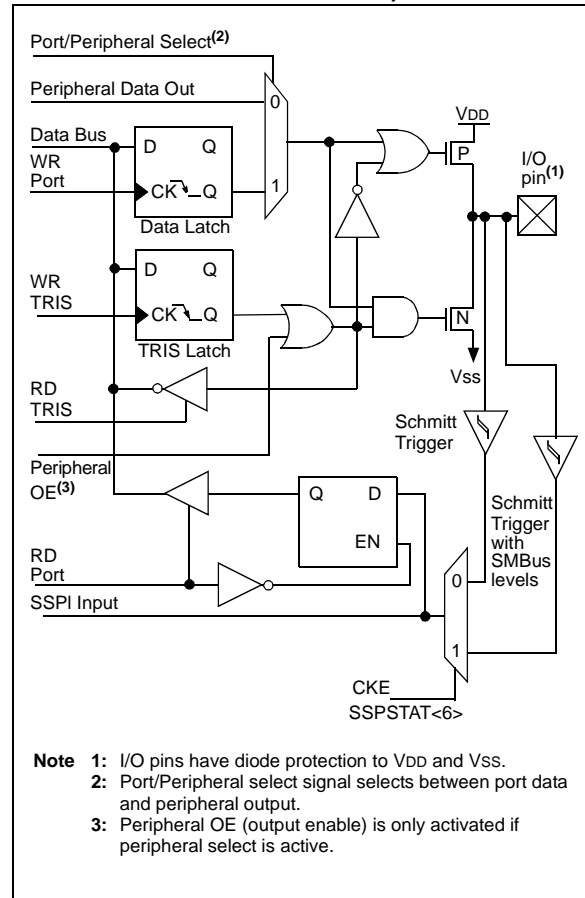 Port/Peripheral Select(2)
Peripheral Data Out
0
VDD
Data Bus
D Q
P
I/O
pin(1)
WR
Port
CK Q
1
Data Latch
D Q
WR
TRIS
CK Q
N
TRIS Latch
Vss
RD
TRIS
Schmitt
Trigger
Peripheral
OE(3)
Q D
Schmitt
Trigger
with
SMBus
levels
EN
RD
Port
0
SSPl Input
1
CKE
SSPSTAT<6>
Note 1: I/O pins have diode protection to VDD and VSS.
2: Port/Peripheral select signal selects between port data
and peripheral output.
3: Peripheral OE (output enable) is only activated if
peripheral select is active.